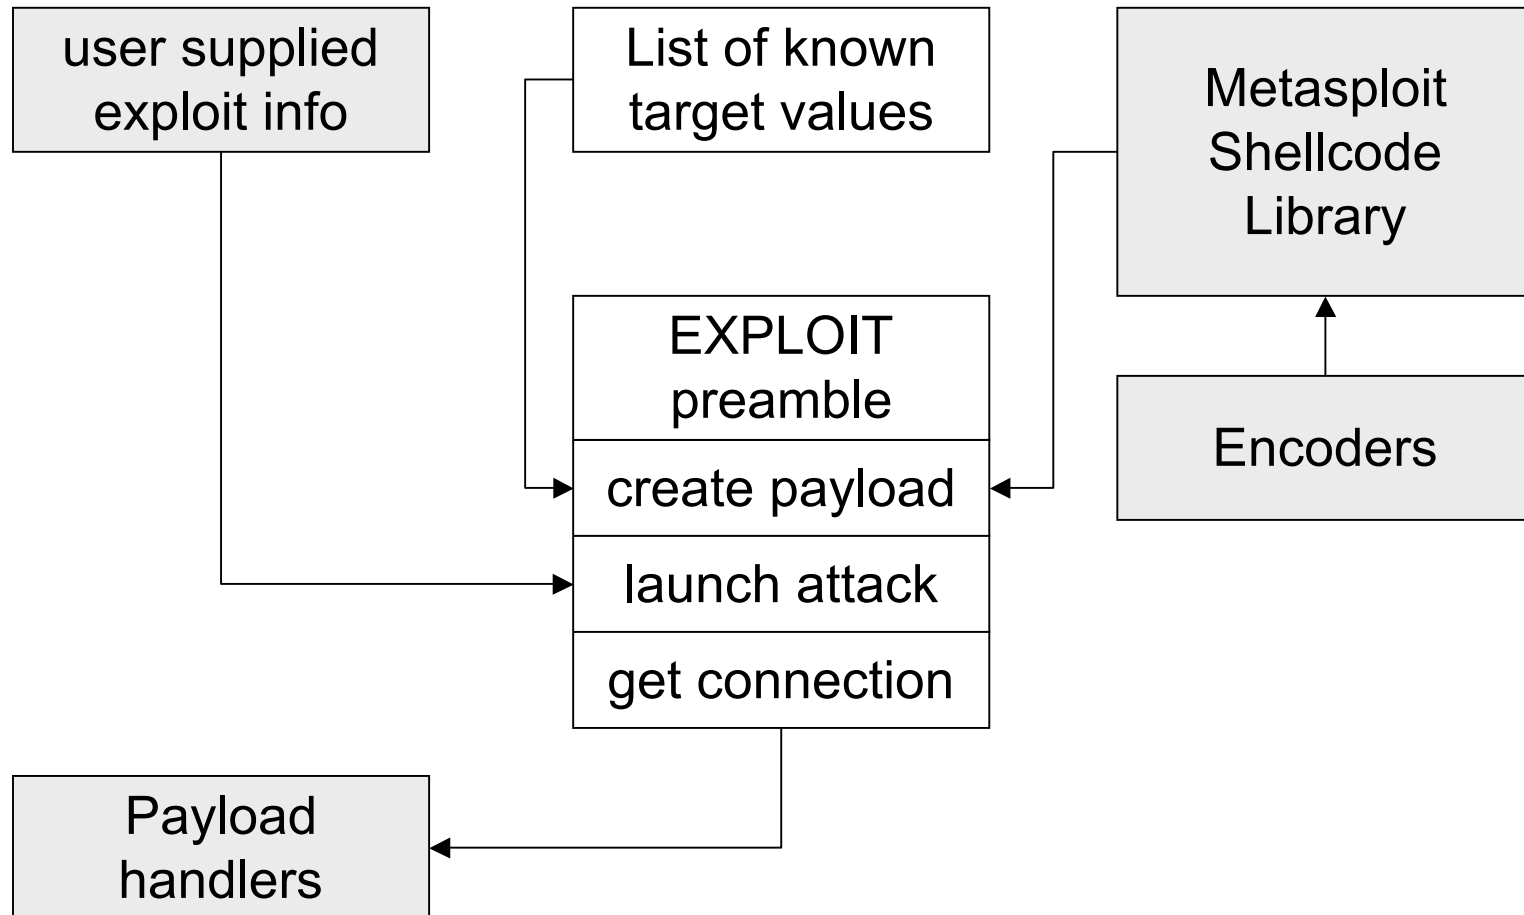 user supplied
exploit info
List of known
target values
Metasploit
Shellcode
Library
EXPLOIT
preamble
create payload
launch attack
get connection
Encoders
Payload
handlers